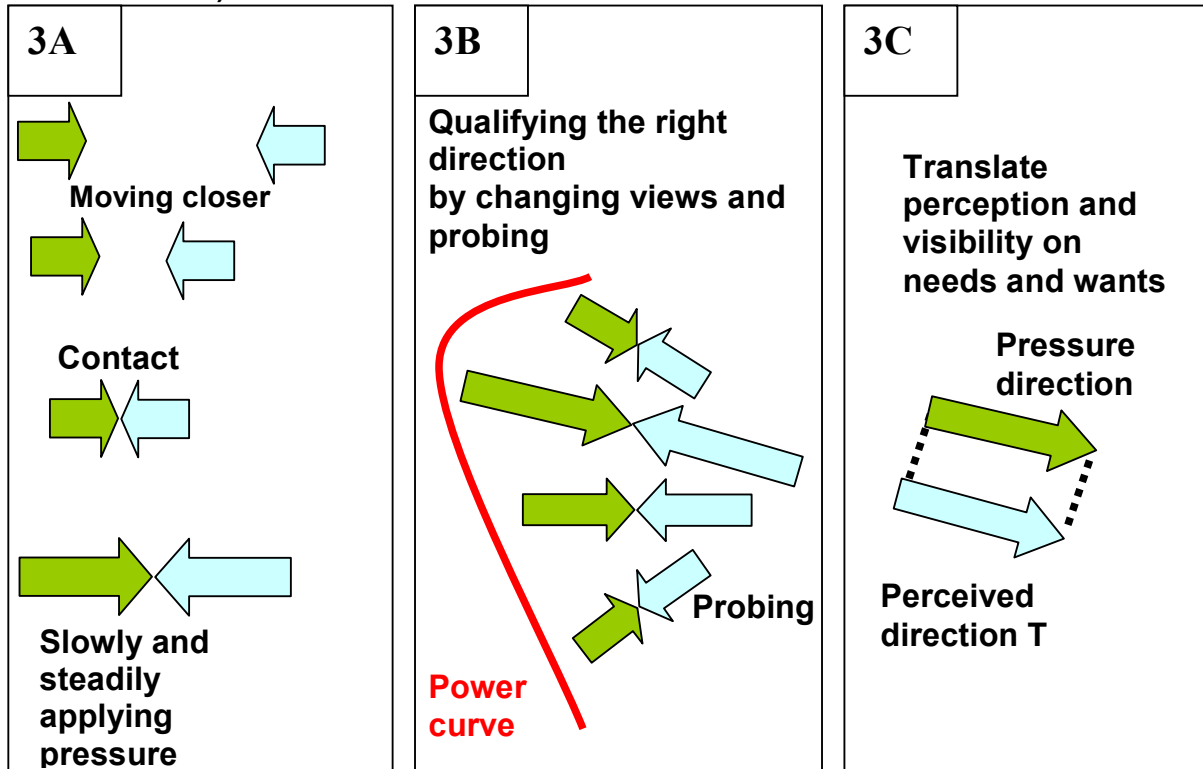 3A
Moving closer
Contact
Slowly and
steadily
applying
pressure
3B
Qualifying the right
direction
by changing views and
probing
Probing
Power
curve
3C
Translate
perception and
visibility on
needs and wants
Pressure
direction
Perceived
direction T